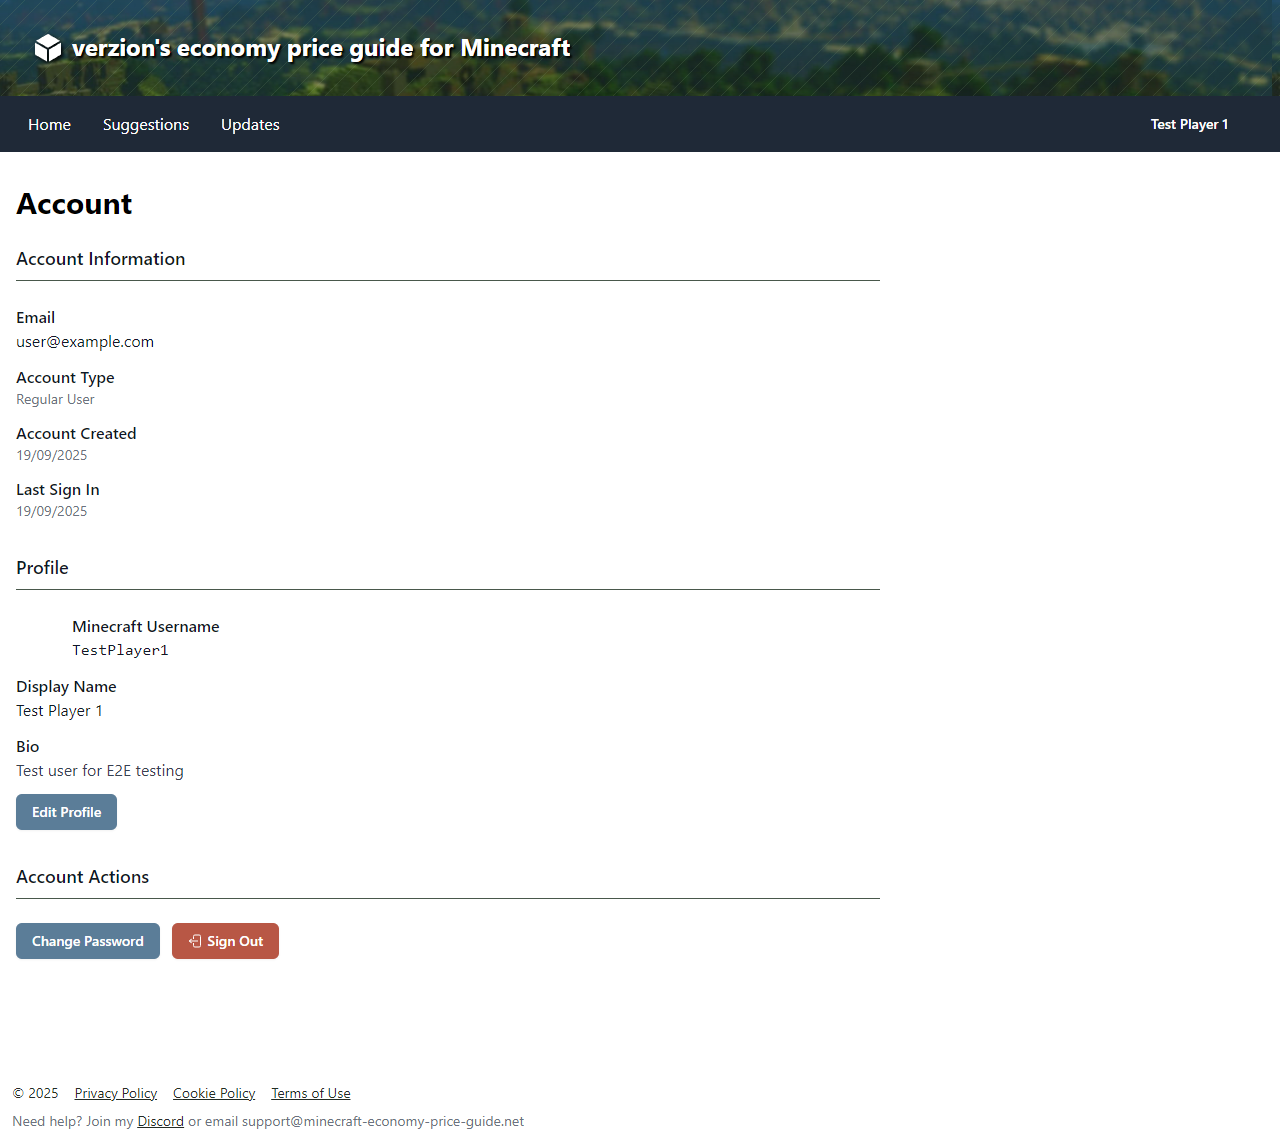 verzion's economy price guide for Minecraft
Home Suggestions Updates Test Player 1
Account
Account Information
Email
user@example.com
Account Type
Regular User
Account Created
19/09/2025
Last Sign In
19/09/2025
Profile
Minecraft Username
TestPlayer1
Display Name
Test Player 1
Bio
Test user for E2E testing
Edit Profile
Account Actions
Change Password Sign Out
© 2025 Privacy Policy Cookie Policy Terms of Use
Need help? Join my Discord or email support@minecraft-economy-price-guide.net